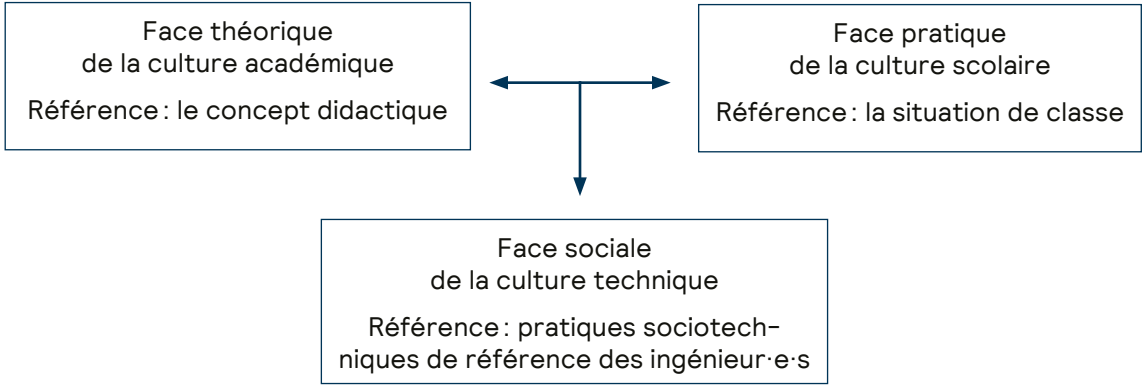 Face théorique
de la culture académique
Référence : le concept didactique
Face pratique
de la culture scolaire
Référence : la situation de classe
Face sociale
de la culture technique
Référence : pratiques sociotech-
niques de référence des ingénieur·e·s